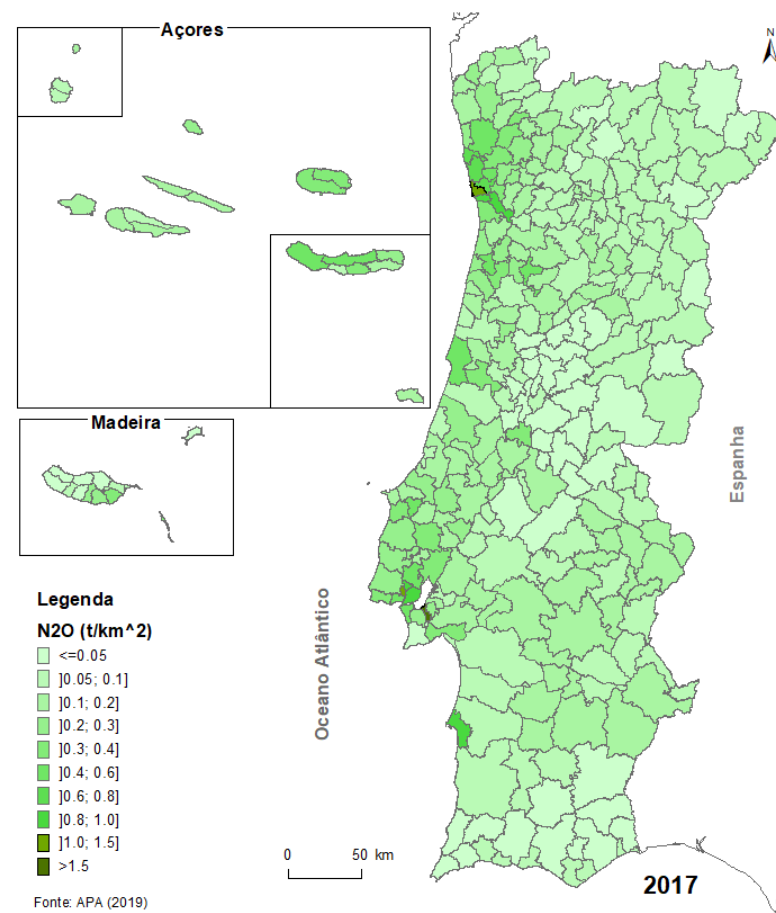 Açores
N
Madeira
Espanha
Oceano Atlântico
Legenda
N2O (t/km^2)
<=0.05
]0.05; 0.1]
]0.1; 0.2]
]0.2; 0.3]
]0.3; 0.4]
]0.4; 0.6]
]0.6; 0.8]
]0.8; 1.0]
]1.0; 1.5]
>1.5
0 50 km
2017
Fonte: APA (2019)